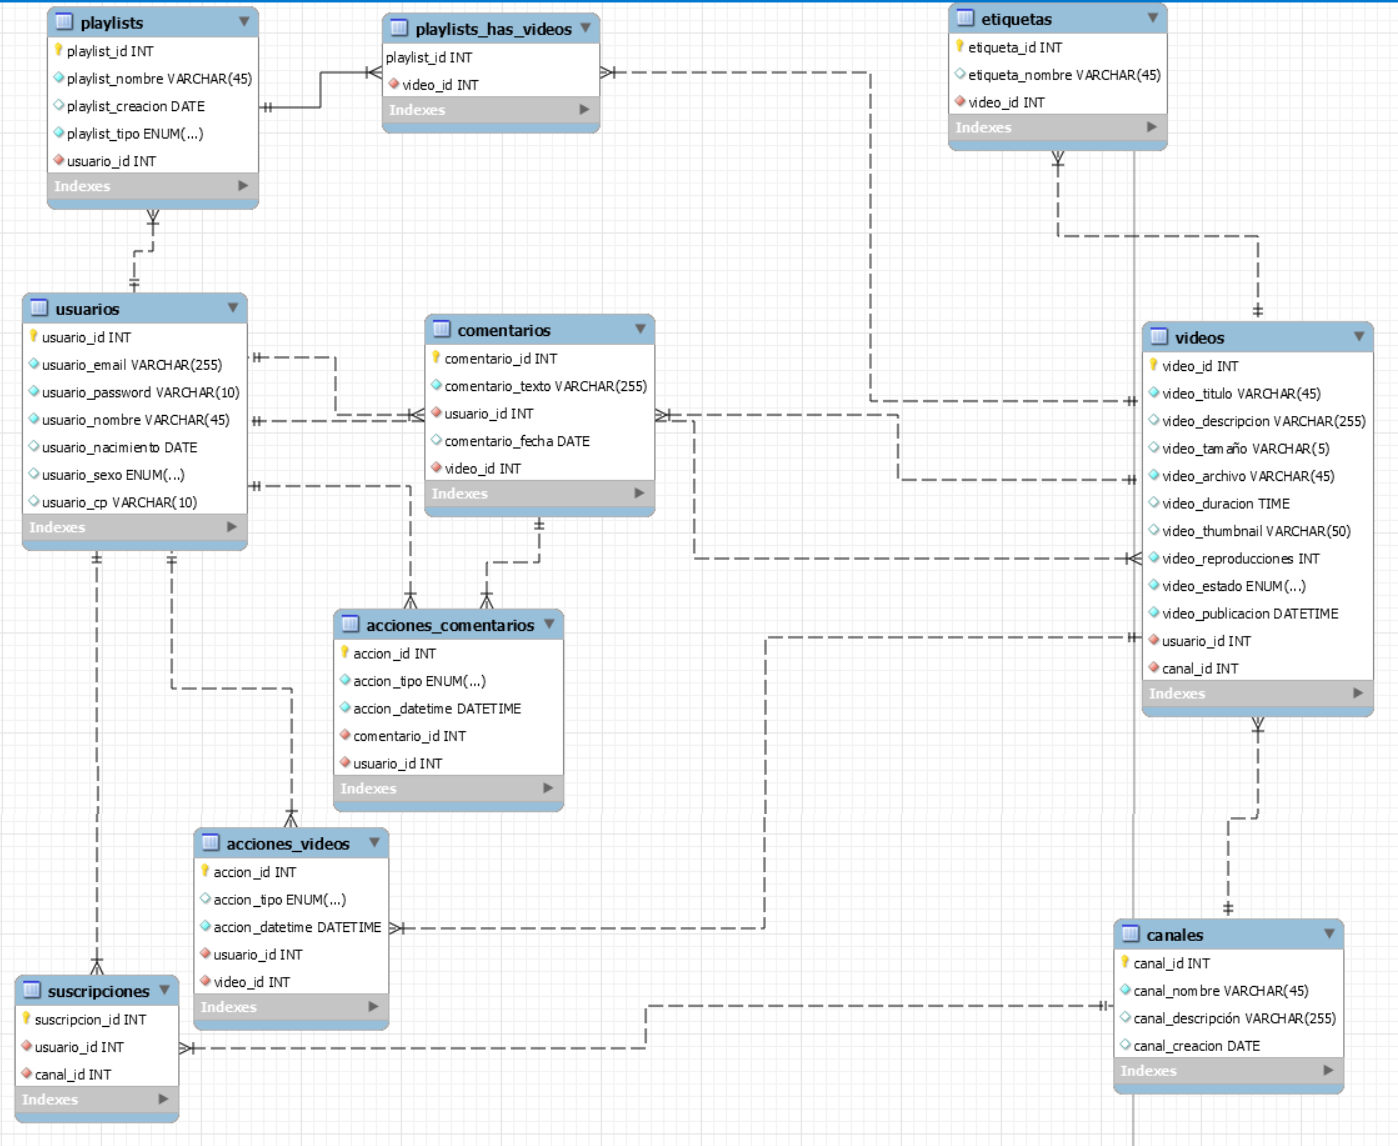 playlists
playlist_id INT
playlist_nombre VARCHAR(45)
playlist_creacion DATE
playlist_tipo ENUM(...)
usuario_id INT
Indexes
playlists_has_videos
playlist_id INT
video_id INT
Indexes
etiquetas
etiqueta_id INT
etiqueta_nombre VARCHAR(45)
video_id INT
Indexes
usuarios
usuario_id INT
usuario_email VARCHAR(255)
usuario_password VARCHAR(10)
usuario_nombre VARCHAR(45)
usuario_nacimiento DATE
usuario_sexo ENUM(...)
usuario_cp VARCHAR(10)
Indexes
comentarios
comentario_id INT
comentario_texto VARCHAR(255)
usuario_id INT
comentario_fecha DATE
video_id INT
Indexes
videos
video_id INT
video_titulo VARCHAR(45)
video_descripcion VARCHAR(255)
video_tamaño VARCHAR(5)
video_archivo VARCHAR(45)
video_duracion TIME
video_thumbnail VARCHAR(50)
video_reproducciones INT
video_estado ENUM(...)
video_publicacion DATETIME
usuario_id INT
canal_id INT
Indexes
acciones_comentarios
accion_id INT
accion_tipo ENUM(...)
accion_datetime DATETIME
comentario_id INT
usuario_id INT
Indexes
acciones_videos
accion_id INT
accion_tipo ENUM(...)
accion_datetime DATETIME
usuario_id INT
video_id INT
Indexes
suscripciones
suscripcion_id INT
usuario_id INT
canal_id INT
Indexes
canales
canal_id INT
canal_nombre VARCHAR(45)
canal_descripción VARCHAR(255)
canal_creacion DATE
Indexes